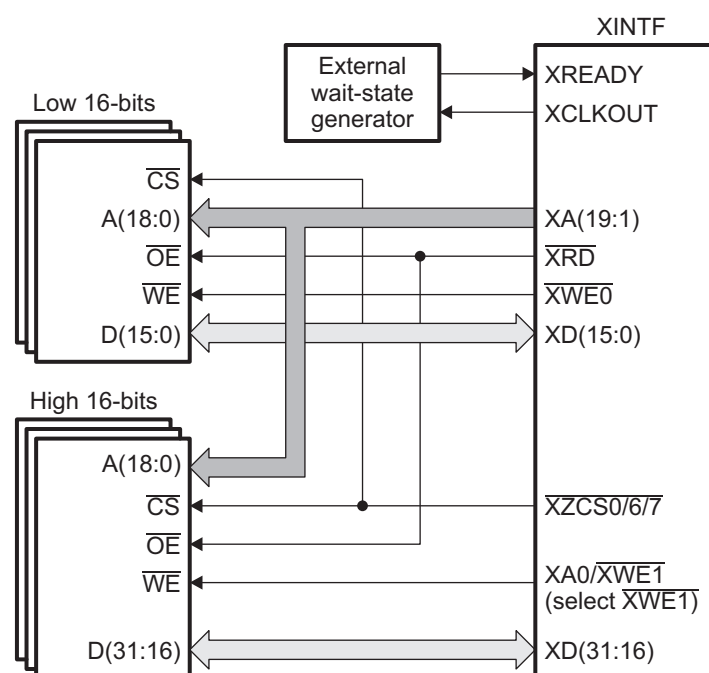 XINTF
External
wait-state
generator
XREADY
XCLKOUT
Low 16-bits
CS
A(18:0)
XA(19:1)
OE
XRD
WE
XWE0
D(15:0)
XD(15:0)
High 16-bits
A(18:0)
CS
XZCS0/6/7
OE
WE
XA0/XWE1
(select XWE1)
D(31:16)
XD(31:16)